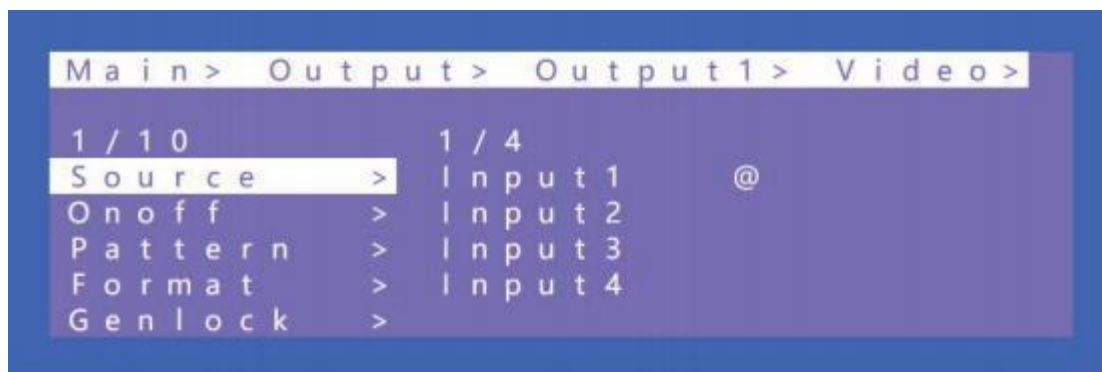 Main> Output> Output1> Video>
1/10 1/4
Source > Input1 @
Onoff > Input2
Pattern > Input3
Format > Input4
Genlock >